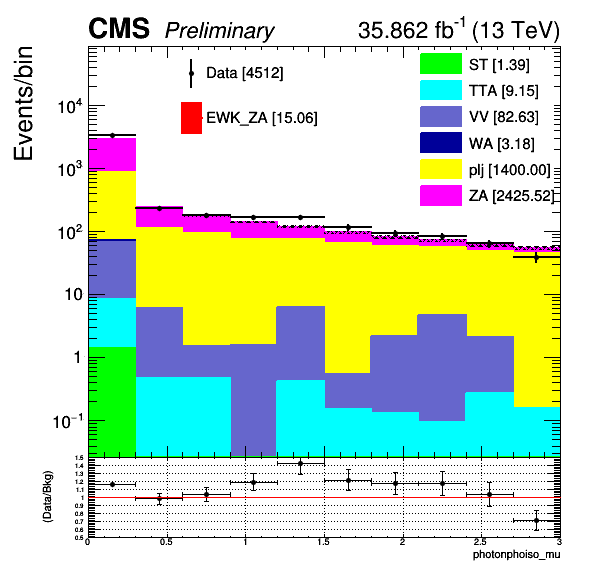 CMS Preliminary 35.862 fb⁻¹ (13 TeV)
Events/bin
Data [4512]
EWK_ZA [15.06]
ST [1.39]
TTA [9.15]
VV [82.63]
WA [3.18]
plj [1400.00]
ZA [2425.52]
10⁴
10³
10²
10
1
10⁻¹
(Data/Bkg)
1.5
1.4
1.3
1.2
1.1
1
0.9
0.8
0.7
0.6
0.5
0 0.5 1 1.5 2 2.5 3
photonphoiso_mu